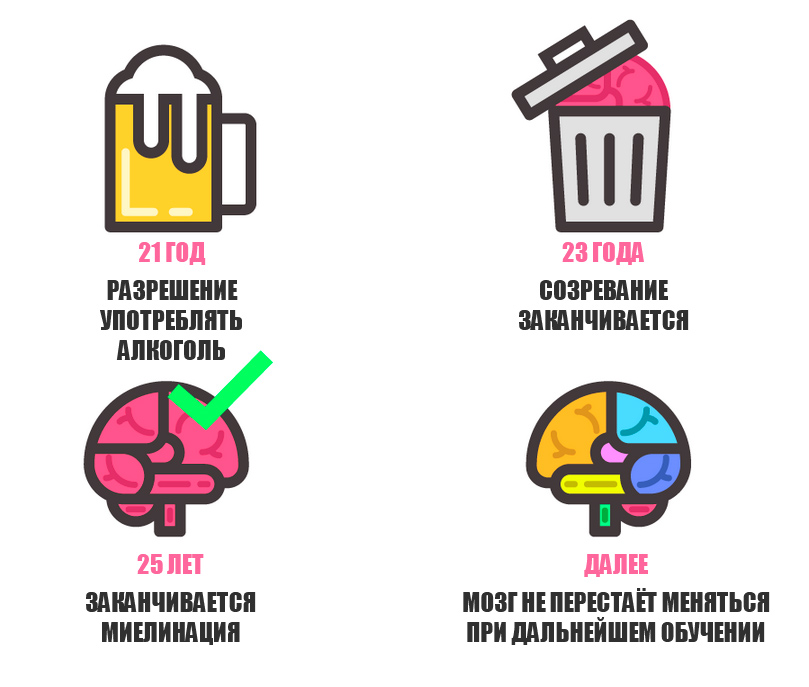 21 ГОД
РАЗРЕШЕНИЕ
УПОТРЕБЛЯТЬ
АЛКОГОЛЬ
23 ГОДА
СОЗРЕВАНИЕ
ЗАКАНЧИВАЕТСЯ
25 ЛЕТ
ЗАКАНЧИВАЕТСЯ
МИЕЛИНАЦИЯ
ДАЛЕЕ
МОЗГ НЕ ПЕРЕСТАЁТ МЕНЯТЬСЯ
ПРИ ДАЛЬНЕЙШЕМ ОБУЧЕНИИ